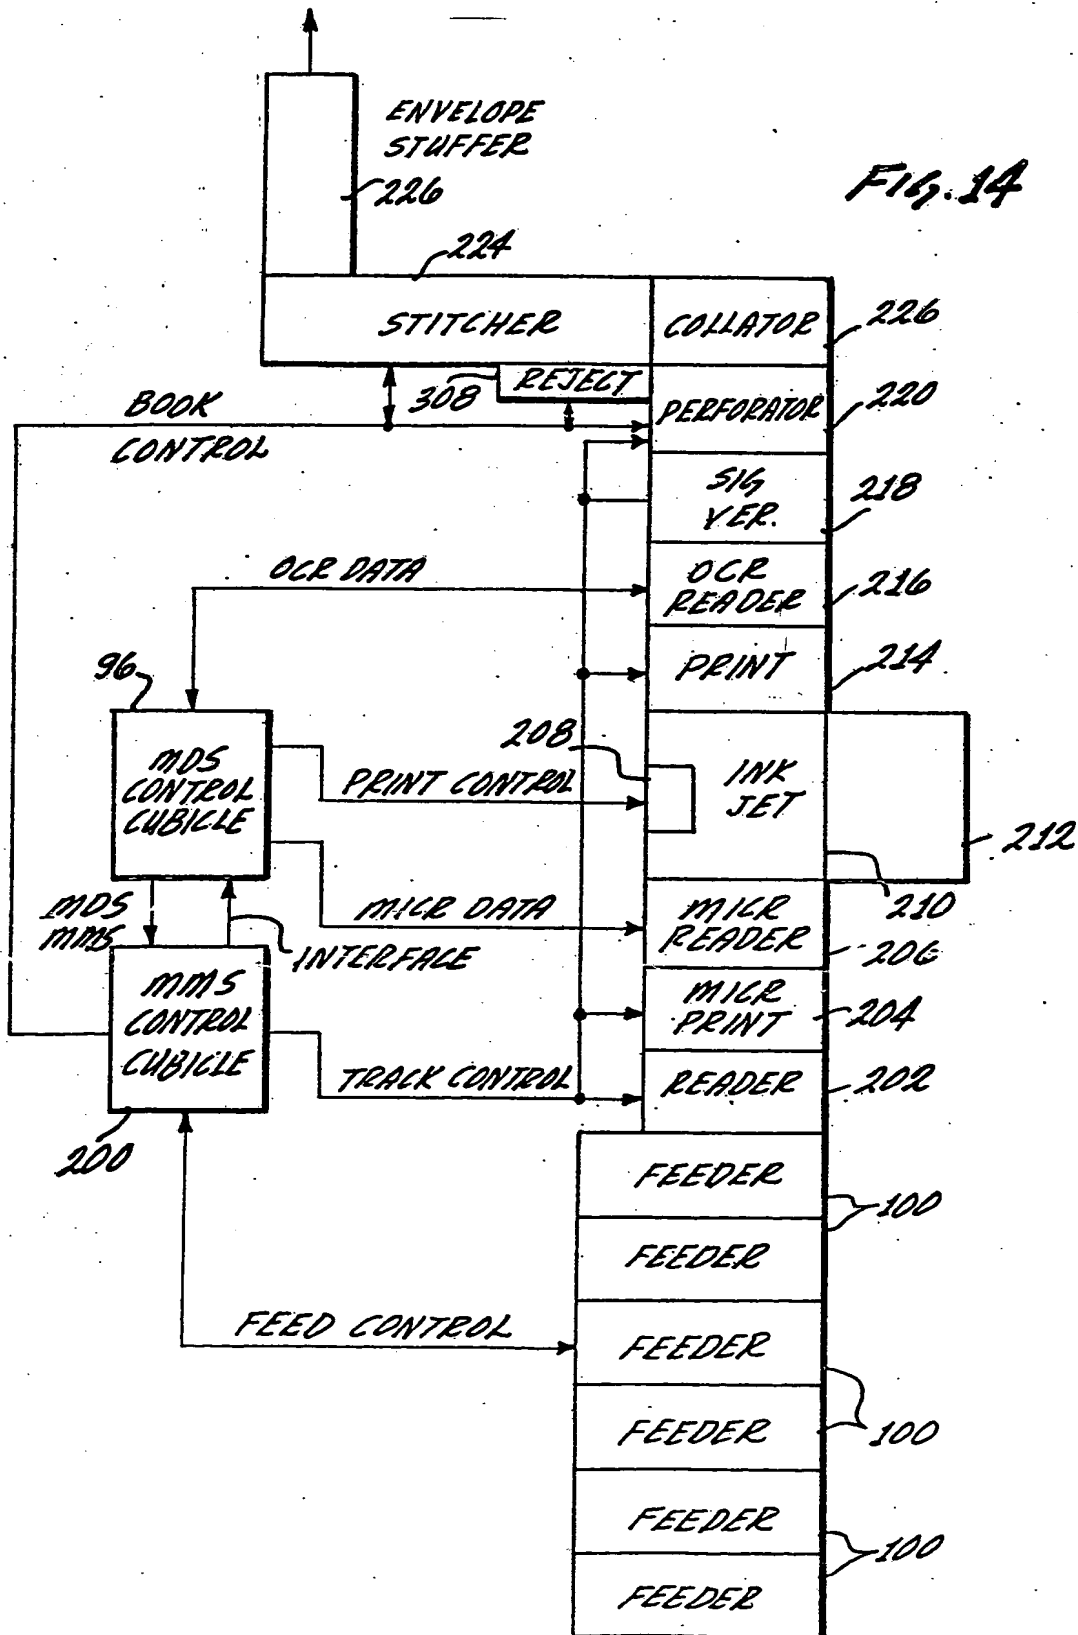 ENVELOPE
STUFFER
226
FIG. 14
224
STITCHER
COLLATOR
226
308
REJECT
BOOK
CONTROL
PERFORATOR
220
SIG
VER.
218
OCR DATA
OCR
READER
216
PRINT
214
96
MDS
CONTROL
CUBICLE
208
PRINT CONTROL
INK
JET
212
210
MICR DATA
MICR
READER
206
MDS
MMS
INTERFACE
MMS
CONTROL
CUBICLE
200
MICR
PRINT
204
TRACK CONTROL
READER
202
FEEDER
100
FEEDER
FEED CONTROL
FEEDER
FEEDER
100
FEEDER
100
FEEDER